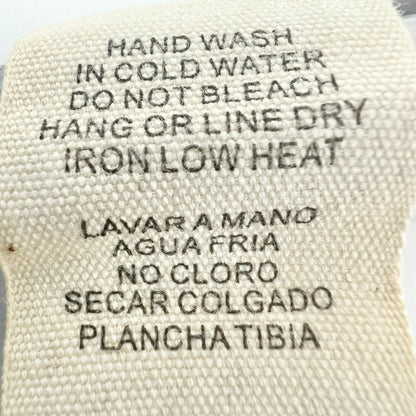 HAND WASH
IN COLD WATER
DO NOT BLEACH
HANG OR LINE DRY
IRON LOW HEAT
LAVAR A MANO
AGUA FRIA
NO CLORO
SECAR COLGADO
PLANCHA TIBIA